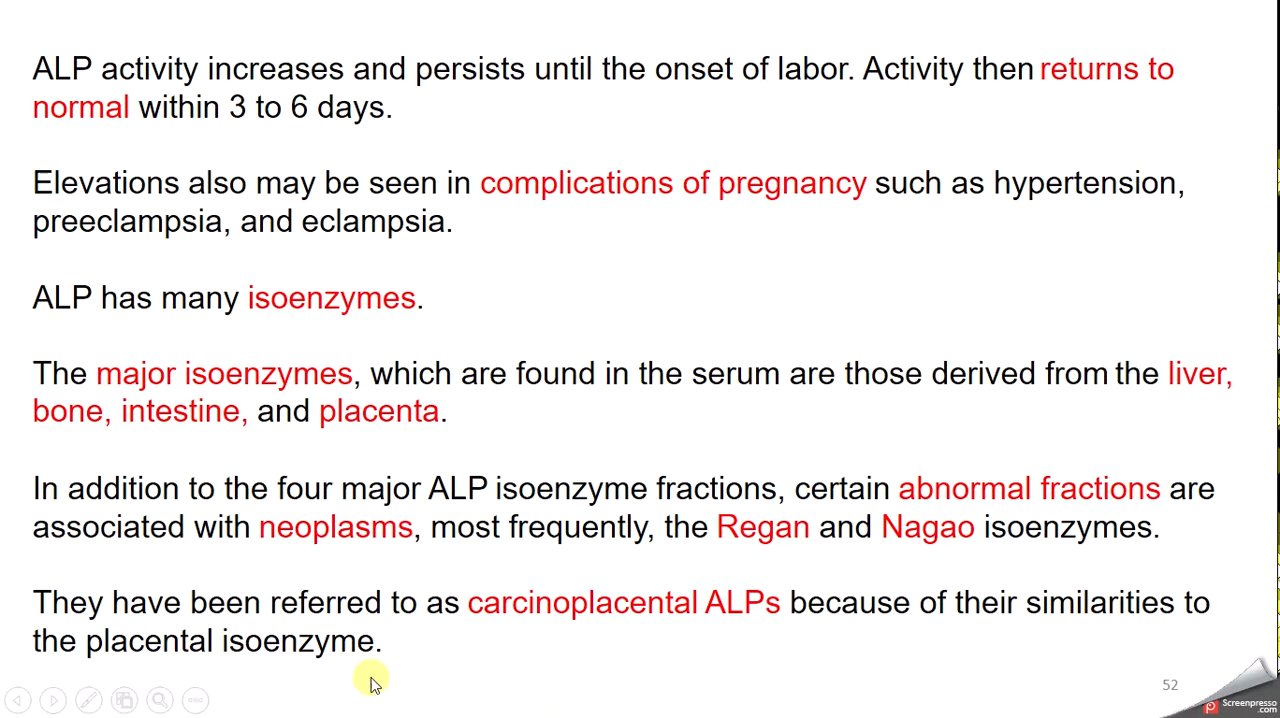 ALP activity increases and persists until the onset of labor. Activity then returns to
normal within 3 to 6 days.
Elevations also may be seen in complications of pregnancy such as hypertension,
preeclampsia, and eclampsia.
ALP has many isoenzymes.
The major isoenzymes, which are found in the serum are those derived from the liver,
bone, intestine, and placenta.
In addition to the four major ALP isoenzyme fractions, certain abnormal fractions are
associated with neoplasms, most frequently, the Regan and Nagao isoenzymes.
They have been referred to as carcinoplacental ALPs because of their similarities to
the placental isoenzyme.
52
Screenpresso
.com